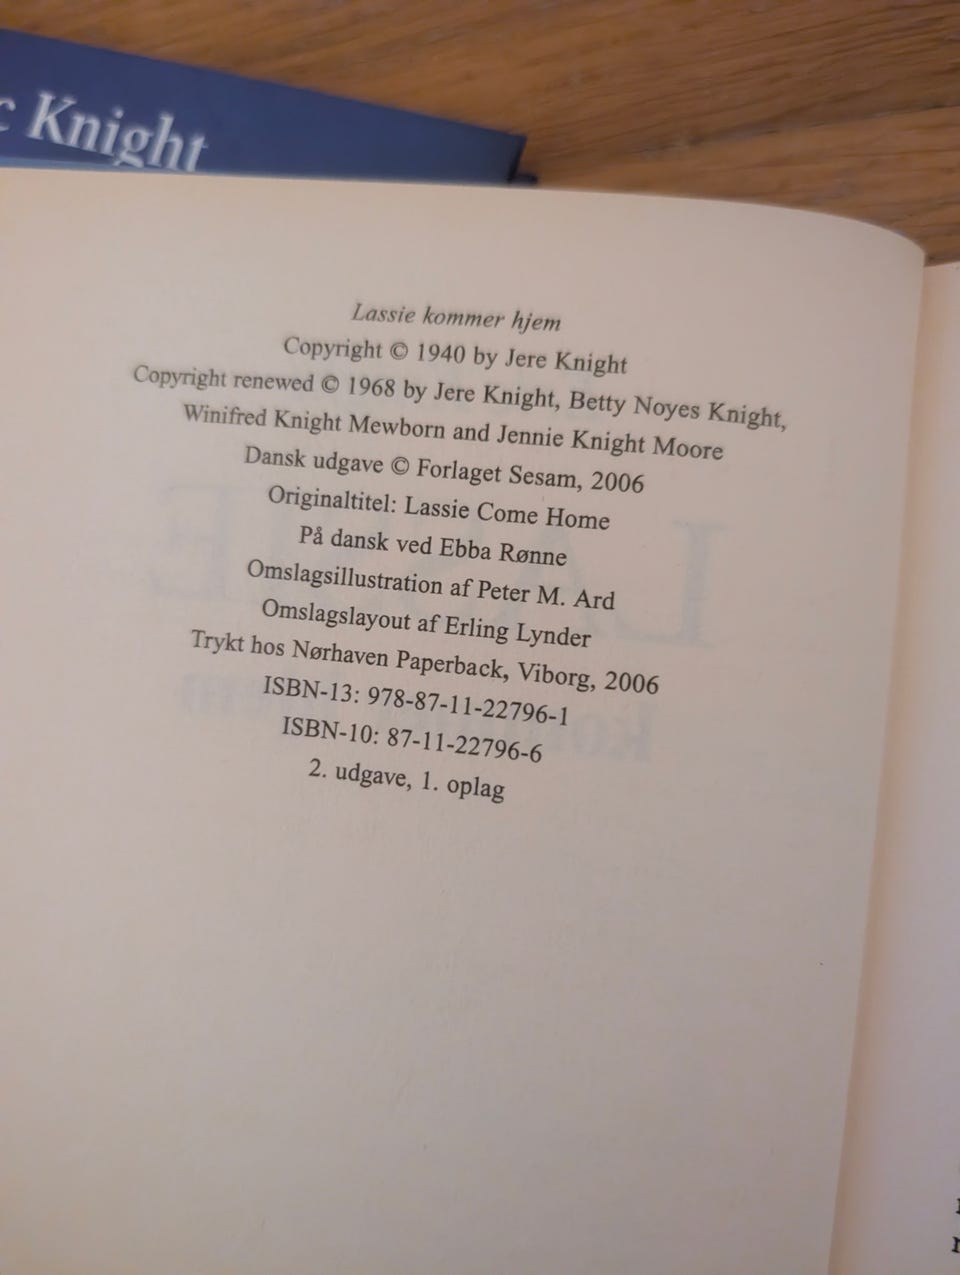 Knight
Lassie kommer hjem
Copyright © 1940 by Jere Knight
Copyright renewed © 1968 by Jere Knight, Betty Noyes Knight,
Winifred Knight Mewborn and Jennie Knight Moore
Dansk udgave © Forlaget Sesam, 2006
Originaltitel: Lassie Come Home
På dansk ved Ebba Rønne
Omslagsillustration af Peter M. Ard
Omslagslayout af Erling Lynder
Trykt hos Nørhaven Paperback, Viborg, 2006
ISBN-13: 978-87-11-22796-1
ISBN-10: 87-11-22796-6
2. udgave, 1. oplag